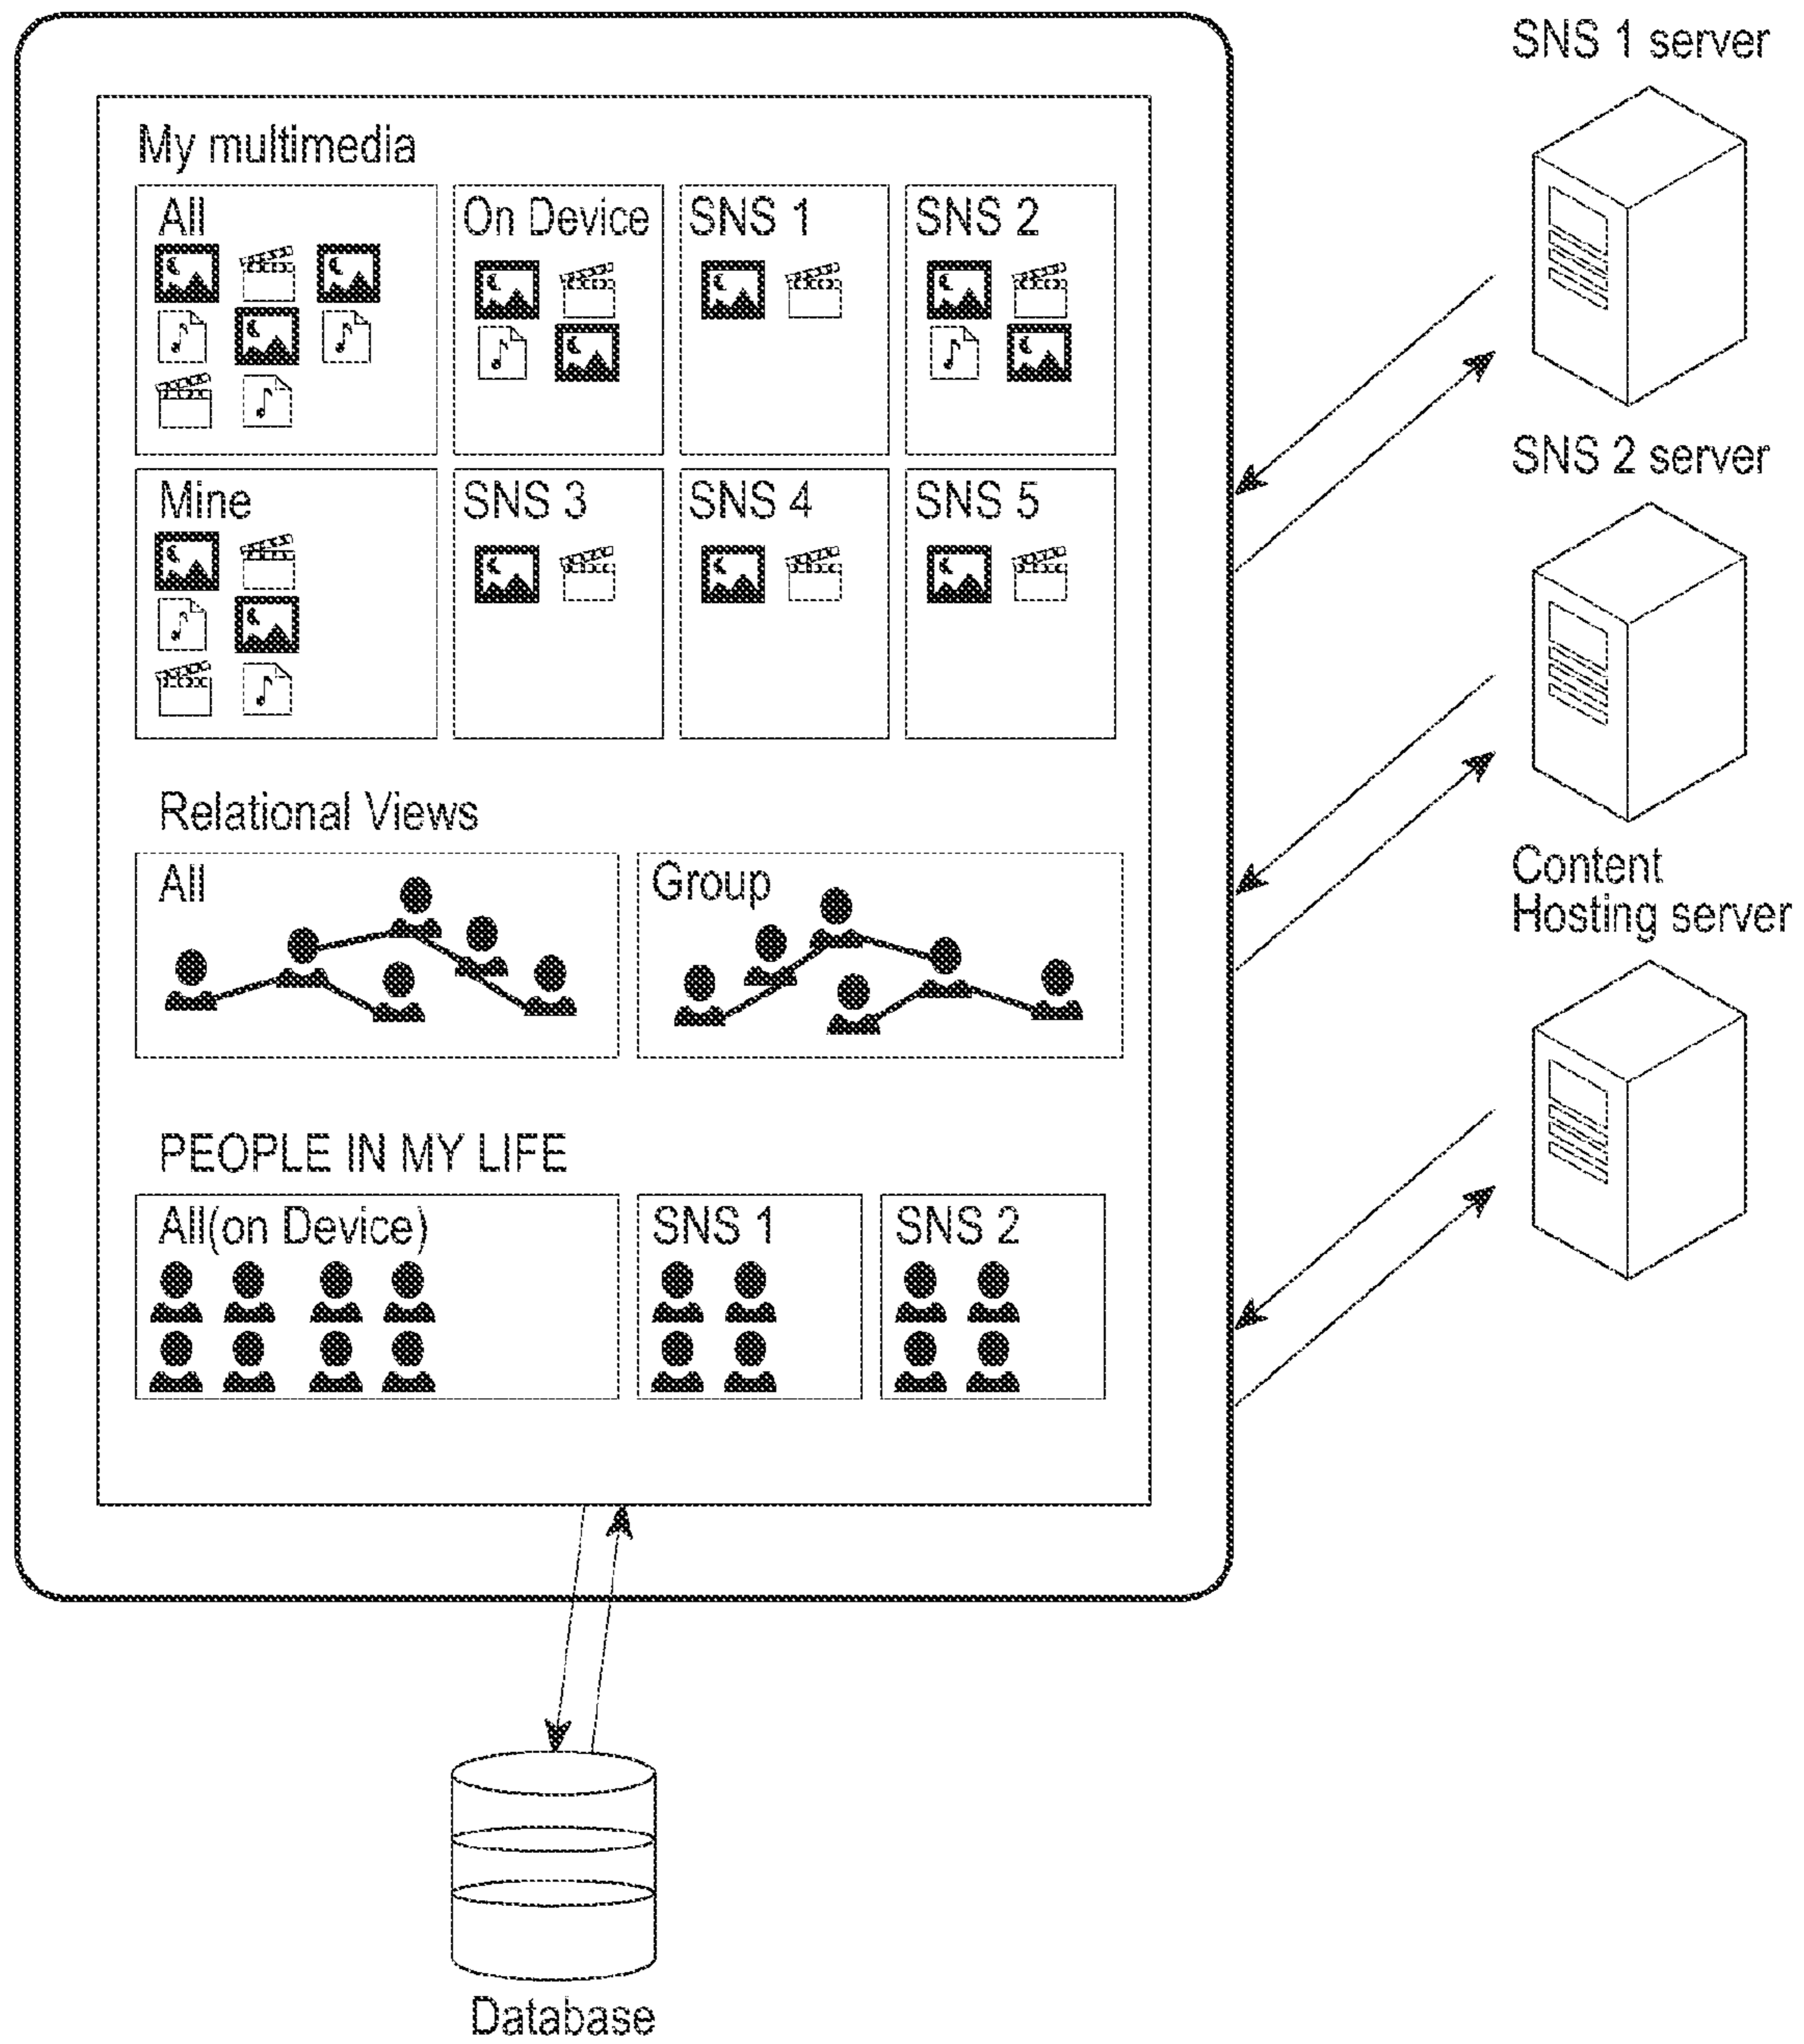 SNS 1 server
My multimedia
All
On Device
SNS 1
SNS 2
SNS 2 server
Mine
SNS 3
SNS 4
SNS 5
Relational Views
Content
Hosting server
All
Group
PEOPLE IN MY LIFE
All(on Device)
SNS 1
SNS 2
Database